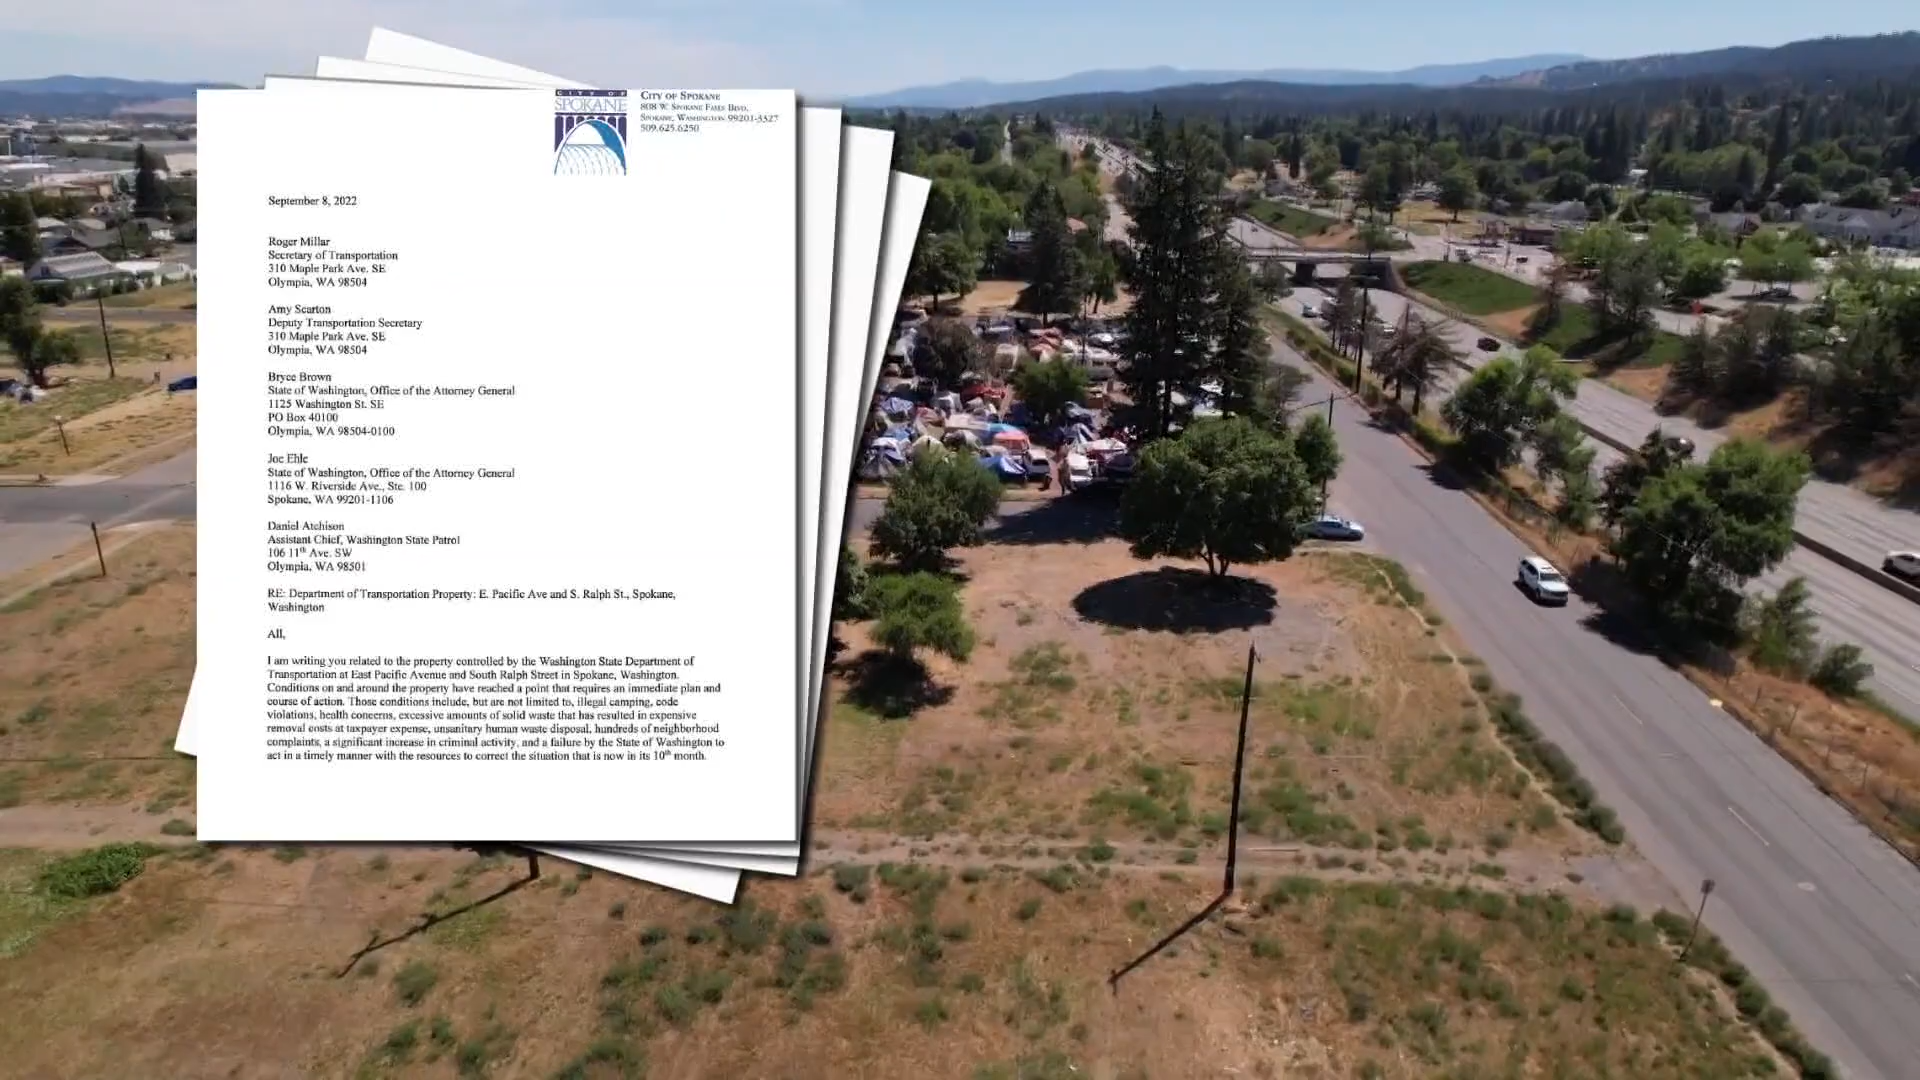 CITY OF
SPOKANE
CITY OF SPOKANE
808 W. SPOKANE FALLS BLVD.
SPOKANE, WASHINGTON 99201-3327
509.625.6250
September 8, 2022
Roger Millar
Secretary of Transportation
310 Maple Park Ave. SE
Olympia, WA 98504
Amy Scarton
Deputy Transportation Secretary
310 Maple Park Ave. SE
Olympia, WA 98504
Bryce Brown
State of Washington, Office of the Attorney General
1125 Washington St. SE
PO Box 40100
Olympia, WA 98504-0100
Joe Ehle
State of Washington, Office of the Attorney General
1116 W. Riverside Ave., Ste. 100
Spokane, WA 99201-1106
Daniel Atchison
Assistant Chief, Washington State Patrol
106 11th Ave. SW
Olympia, WA 98501
RE: Department of Transportation Property: E. Pacific Ave and S. Ralph St., Spokane,
Washington
All,
I am writing you related to the property controlled by the Washington State Department of
Transportation at East Pacific Avenue and South Ralph Street in Spokane, Washington.
Conditions on and around the property have reached a point that requires an immediate plan and
course of action. Those conditions include, but are not limited to, illegal camping, code
violations, health concerns, excessive amounts of solid waste that has resulted in expensive
removal costs at taxpayer expense, unsanitary human waste disposal, hundreds of neighborhood
complaints, a significant increase in criminal activity, and a failure by the State of Washington to
act in a timely manner with the resources to correct the situation that is now in its 10th month.